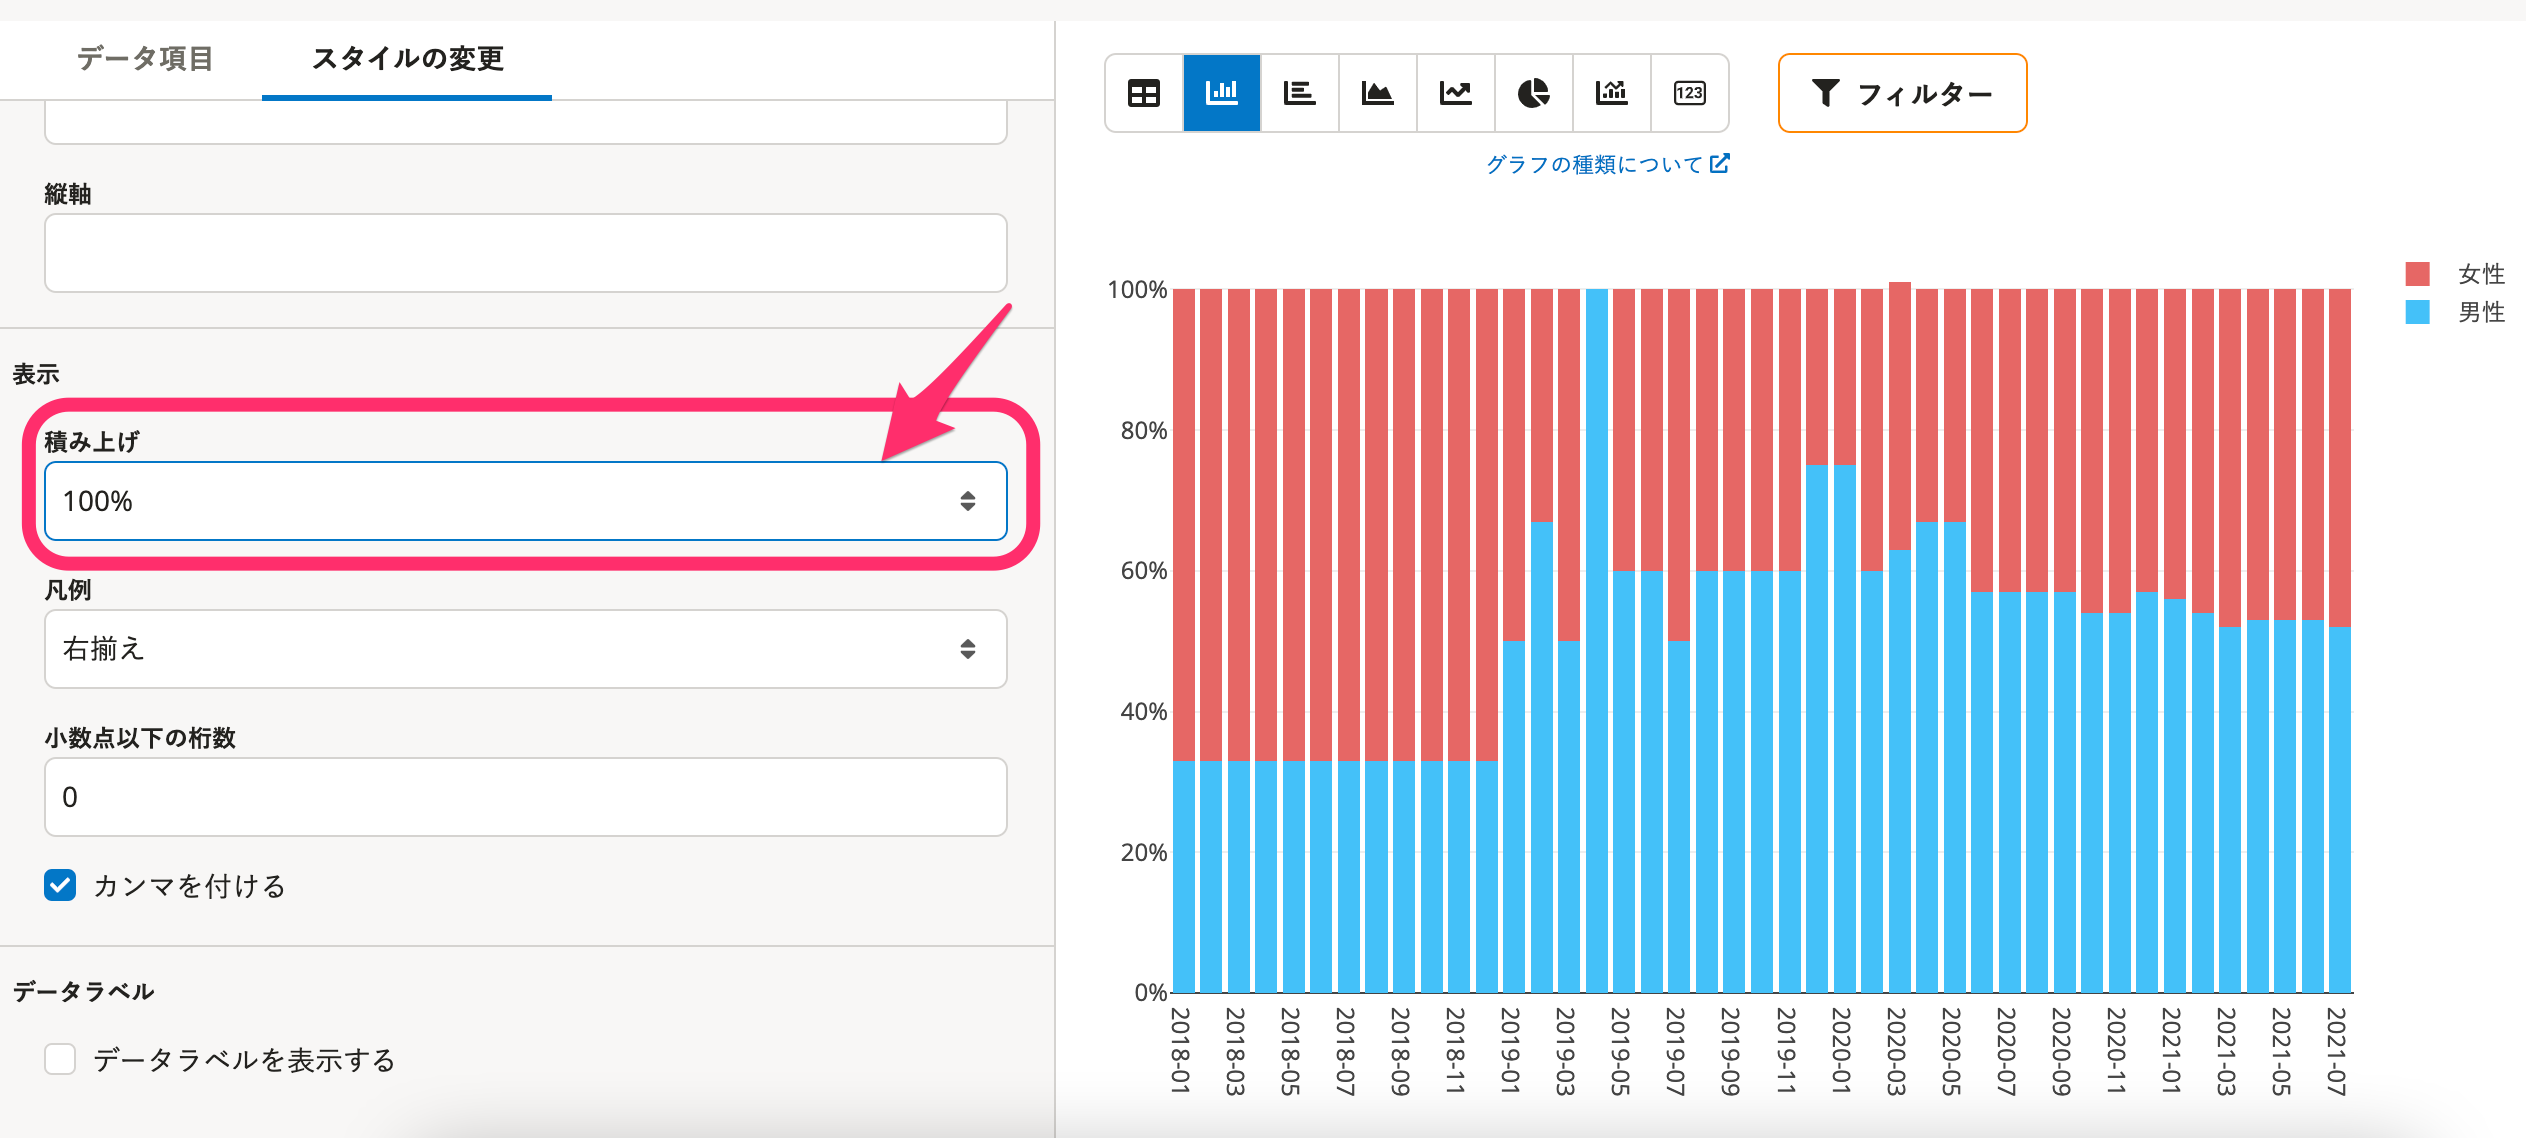 データ項目
スタイルの変更
縦軸
表示
積み上げ
100%
凡例
右揃え
小数点以下の桁数
0
カンマを付ける
データラベル
データラベルを表示する
123
フィルター
グラフの種類について
女性
男性
100%
80%
60%
40%
20%
0%
2018-01
2018-03
2018-05
2018-07
2018-09
2018-11
2019-01
2019-03
2019-05
2019-07
2019-09
2019-11
2020-01
2020-03
2020-05
2020-07
2020-09
2020-11
2021-01
2021-03
2021-05
2021-07